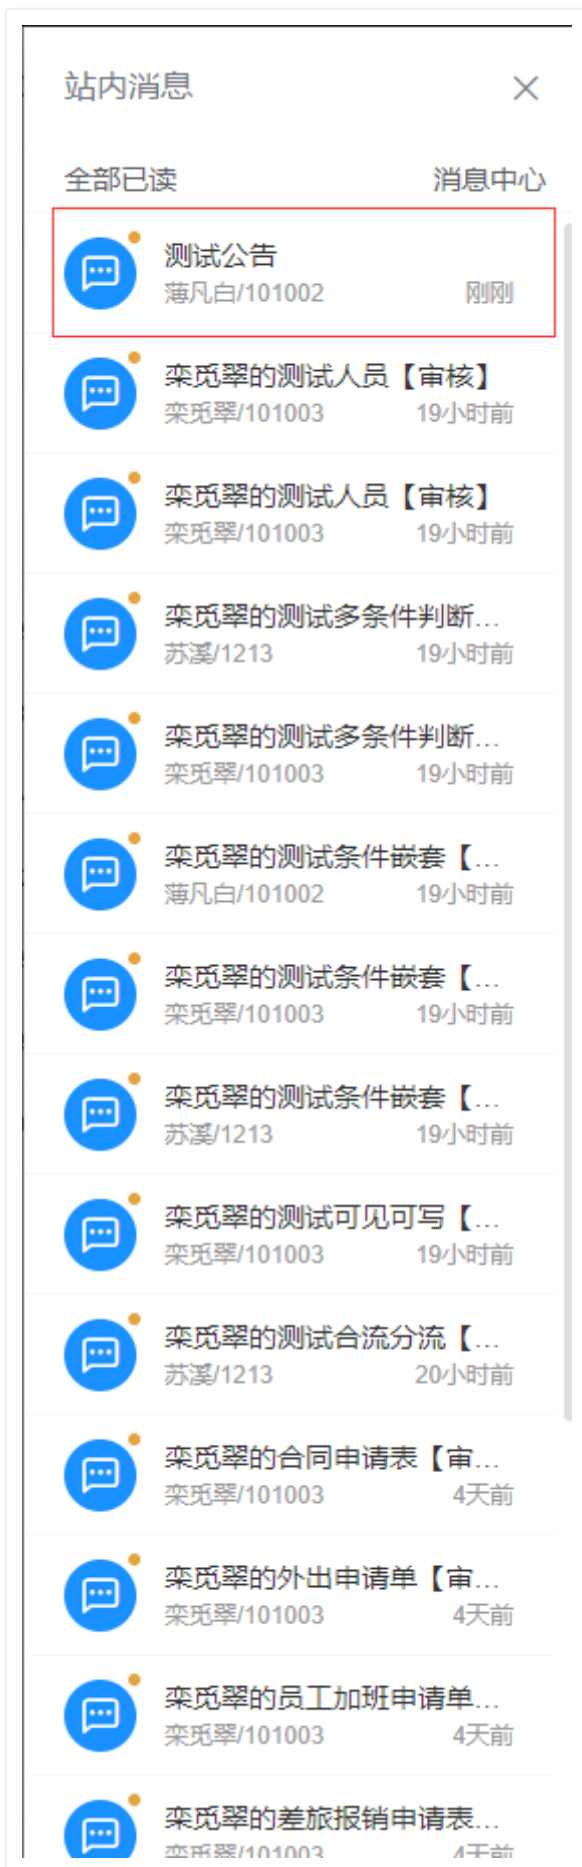 站内消息
全部已读 消息中心
测试公告
薄凡白/101002 刚刚
栾觅翠的测试人员【审核】
栾觅翠/101003 19小时前
栾觅翠的测试人员【审核】
栾觅翠/101003 19小时前
栾觅翠的测试多条件判断...
苏溪/1213 19小时前
栾觅翠的测试多条件判断...
栾觅翠/101003 19小时前
栾觅翠的测试条件嵌套【...
薄凡白/101002 19小时前
栾觅翠的测试条件嵌套【...
栾觅翠/101003 19小时前
栾觅翠的测试条件嵌套【...
苏溪/1213 19小时前
栾觅翠的测试可见可写【...
栾觅翠/101003 19小时前
栾觅翠的测试合流分流【...
苏溪/1213 20小时前
栾觅翠的合同申请表【审...
栾觅翠/101003 4天前
栾觅翠的外出申请单【审...
栾觅翠/101003 4天前
栾觅翠的员工加班申请单...
栾觅翠/101003 4天前
栾觅翠的差旅报销申请表...
栾觅翠/101003 4天前